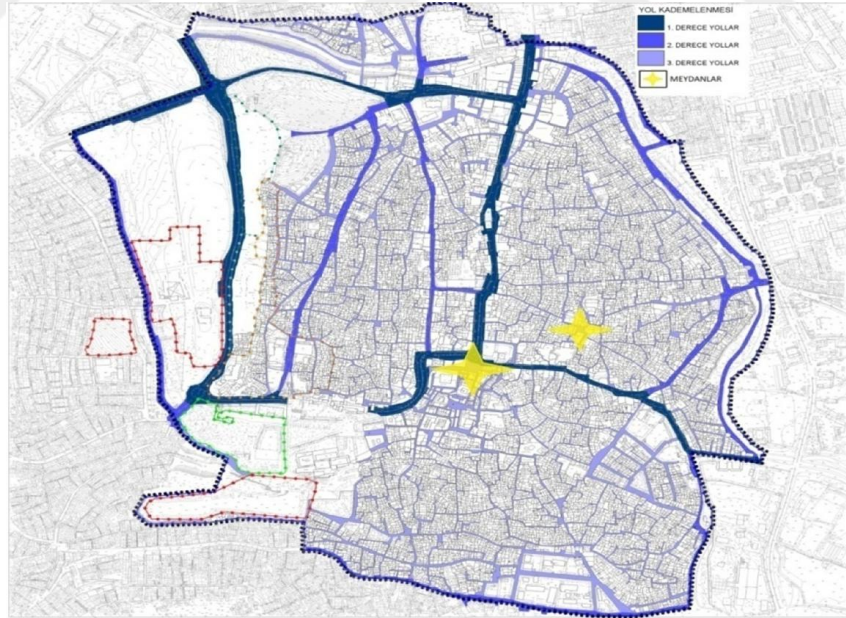 YOL KADEMELENMESİ
1. DERECE YOLLAR
2. DERECE YOLLAR
3. DERECE YOLLAR
MEYDANLAR